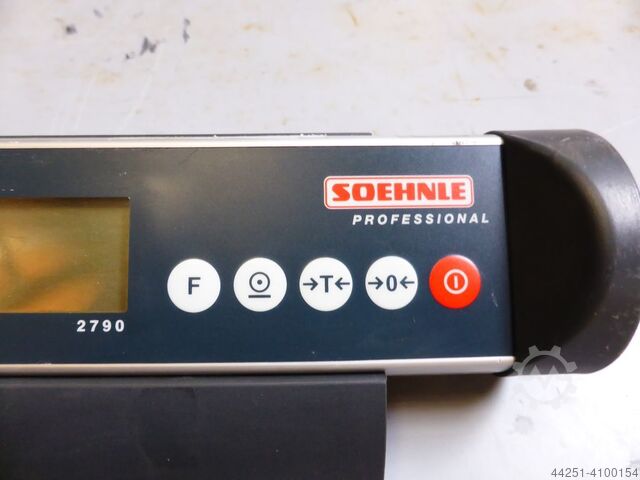 SOEHNLE
PROFESSIONAL
F →T← →0←
2790
44251-4100154